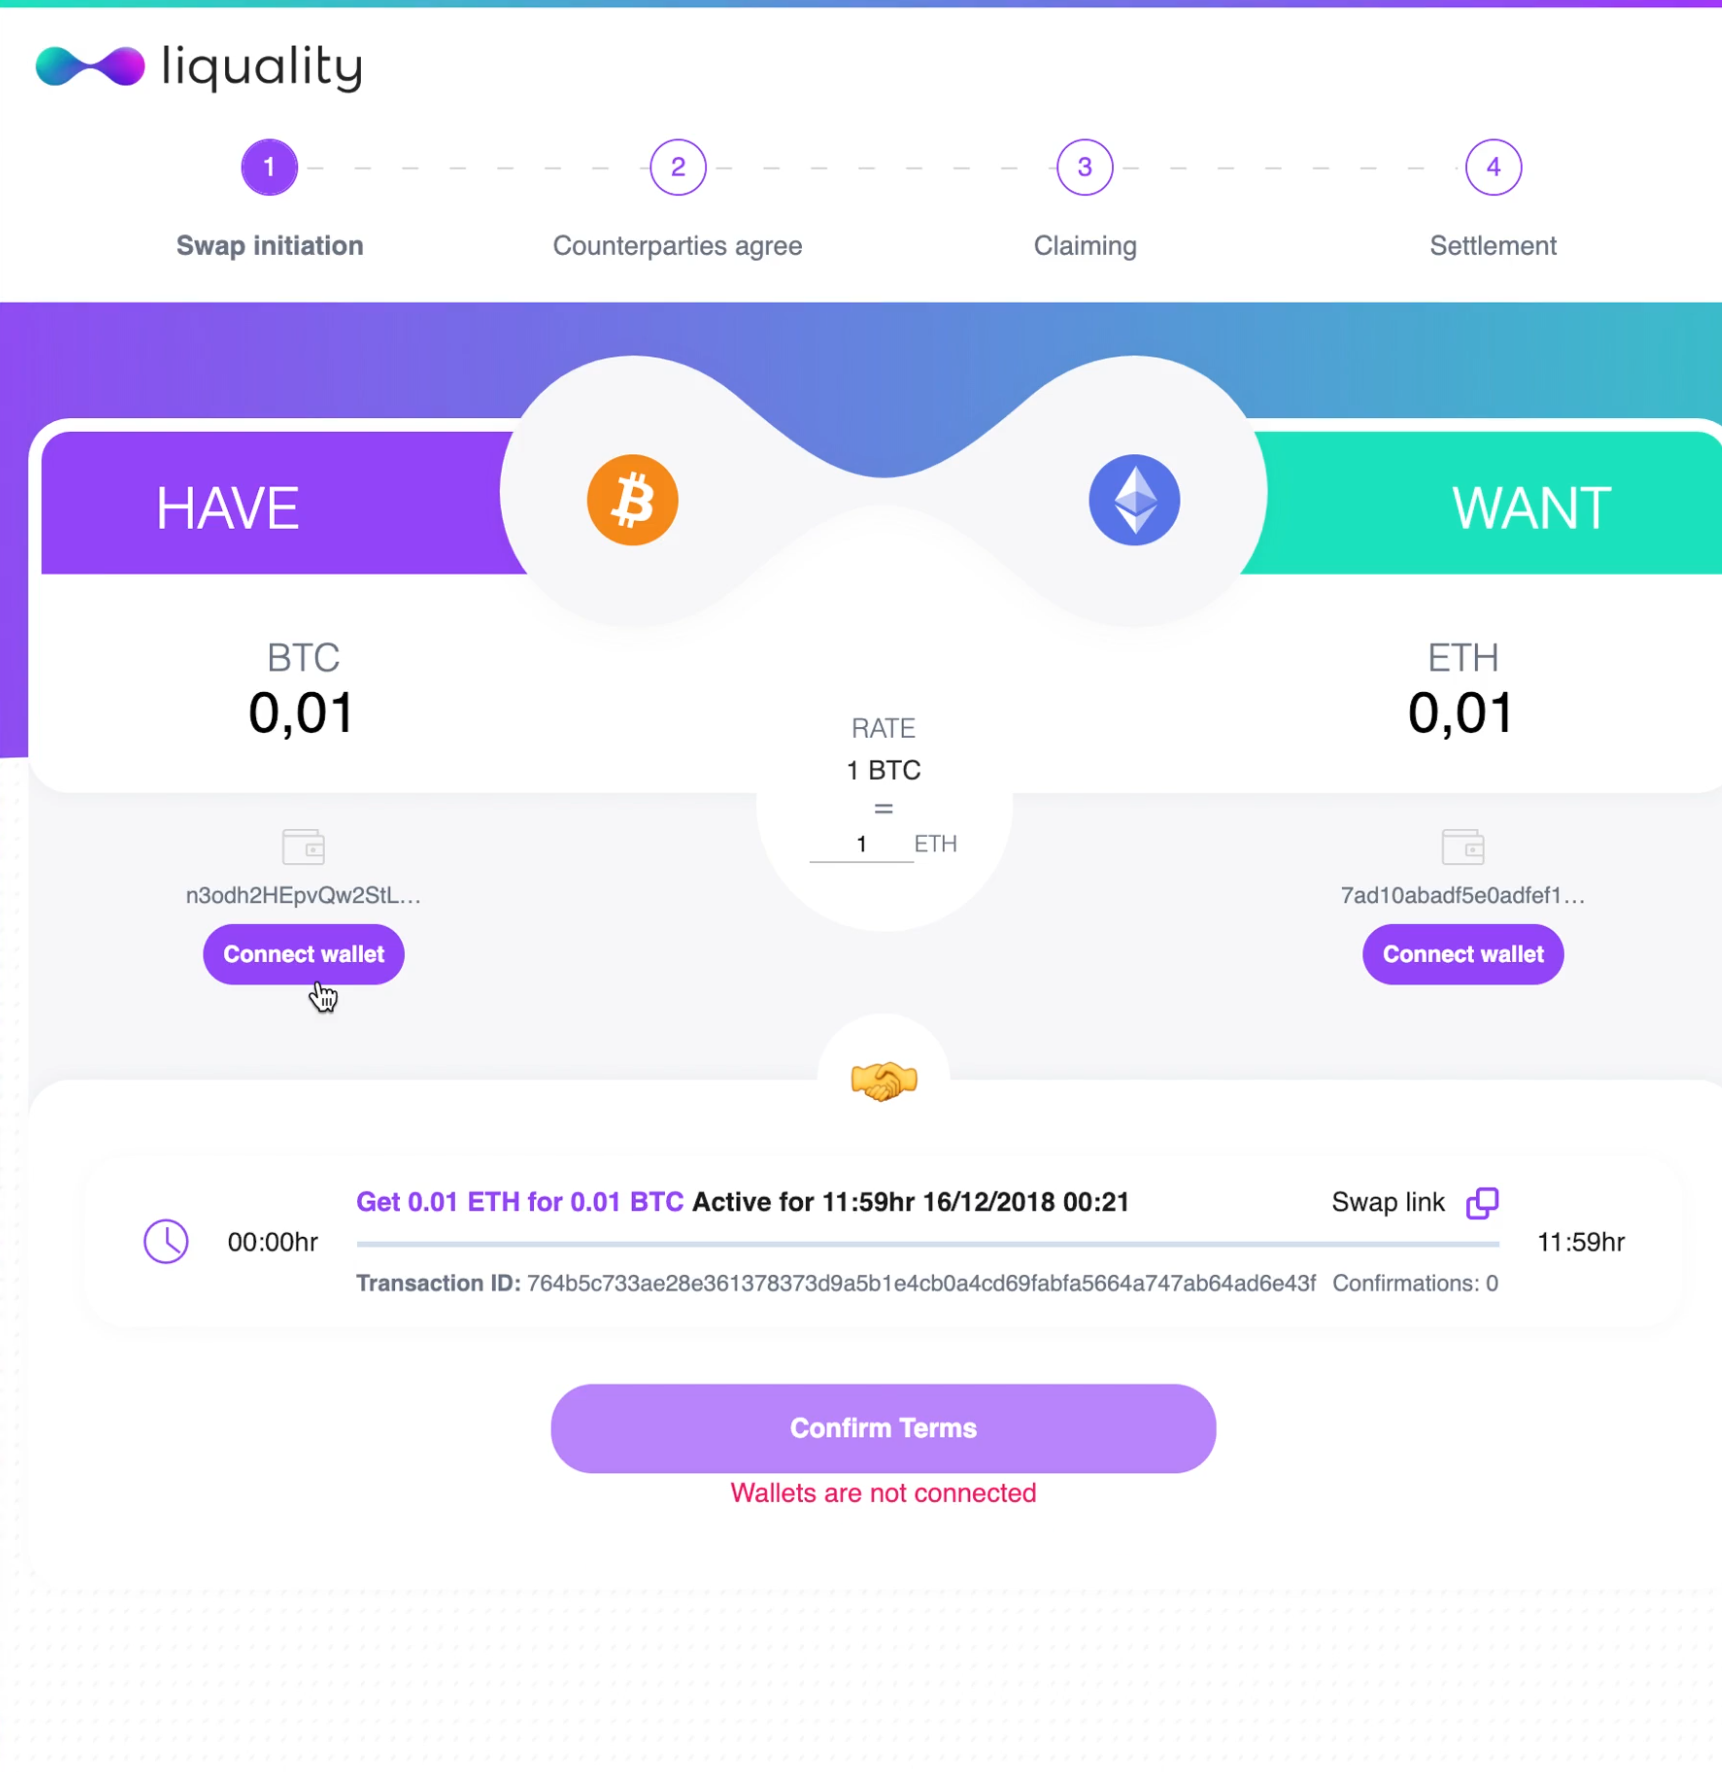 liquality
1 2 3 4
Swap initiation Counterparties agree Claiming Settlement
HAVE WANT
BTC ETH
0,01 0,01
RATE
1 BTC
=
1 ETH
n3odh2HEpvQw2StL... 7ad10abadf5e0adfef1...
Connect wallet Connect wallet
Get 0.01 ETH for 0.01 BTC Active for 11:59hr 16/12/2018 00:21 Swap link
00:00hr 11:59hr
Transaction ID: 764b5c733ae28e361378373d9a5b1e4cb0a4cd69fabfa5664a747ab64ad6e43f Confirmations: 0
Confirm Terms
Wallets are not connected